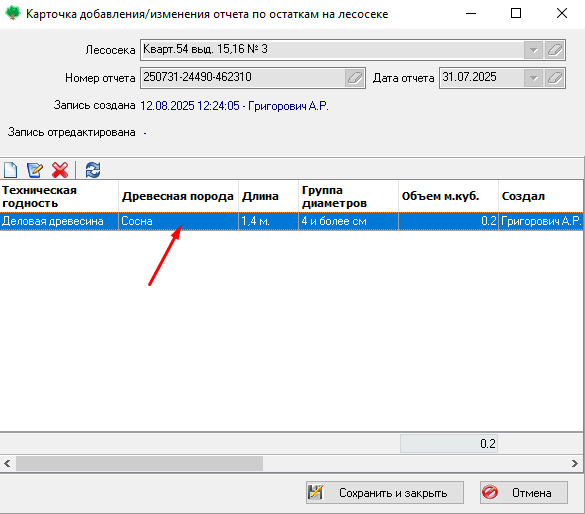 Карточка добавления/изменения отчета по остаткам на лесосеке
Лесосека Кварт.54 выд. 15,16 № 3
Номер отчета 250731-24490-462310 Дата отчета 31.07.2025
Запись создана 12.08.2025 12:24:05 - Григорович А.Р.
Запись отредактирована -
Техническая годность Древесная порода Длина Группа диаметров Объем м.куб. Создал
Деловая древесина Сосна 1,4 м. 4 и более см 0.2 Григорович А.Р.
0.2
Сохранить и закрыть Отмена